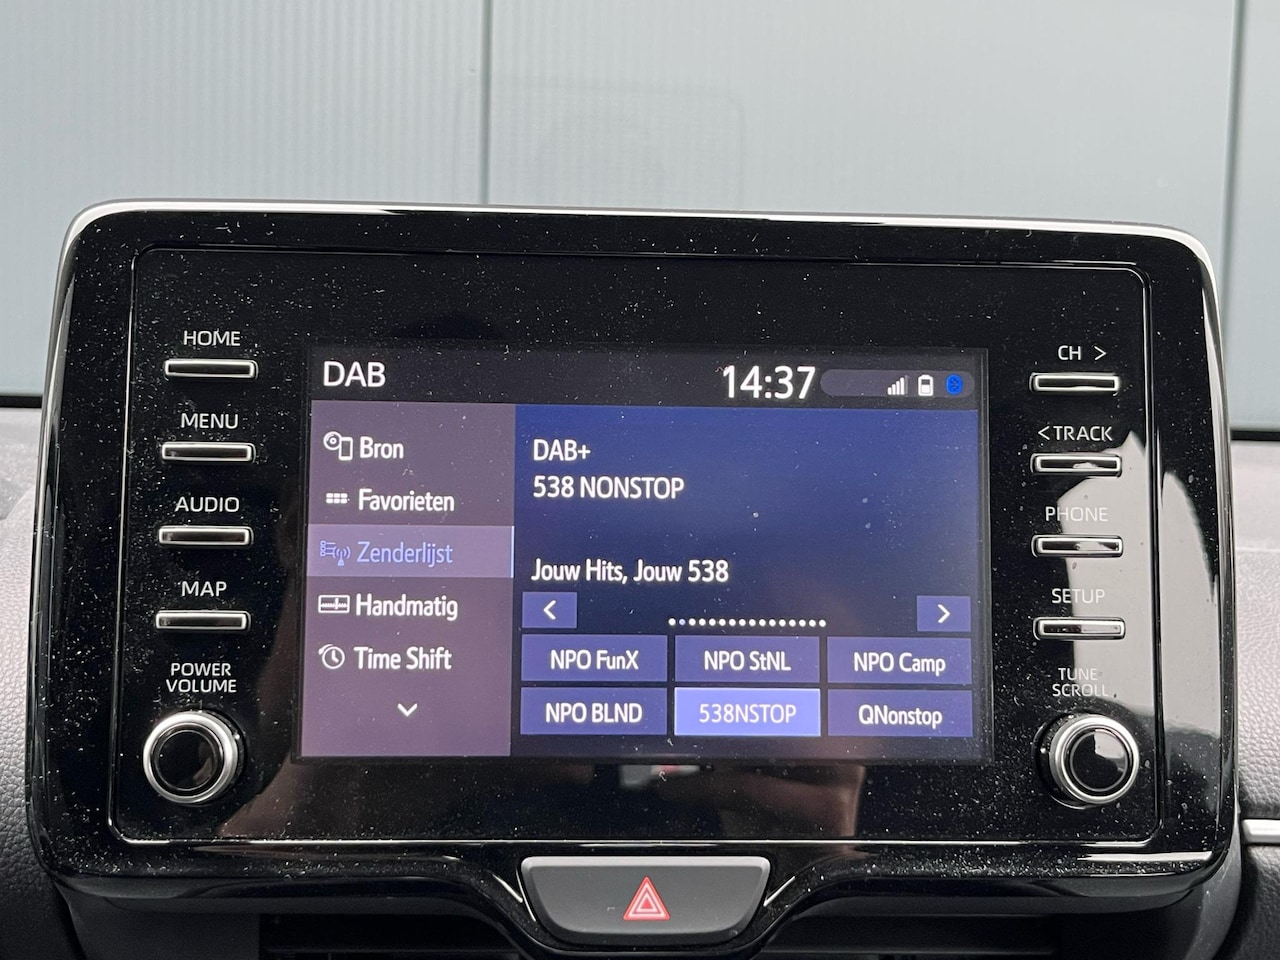 HOME
MENU
AUDIO
MAP
POWER
VOLUME
DAB
14:37
Bron
Favorieten
Zenderlijst
Handmatig
Time Shift
DAB+
538 NONSTOP
Jouw Hits, Jouw 538
< >
NPO FunX NPO StNL NPO Camp
NPO BLND 538NSTOP QNonstop
CH >
<TRACK
PHONE
SETUP
TUNE
SCROLL